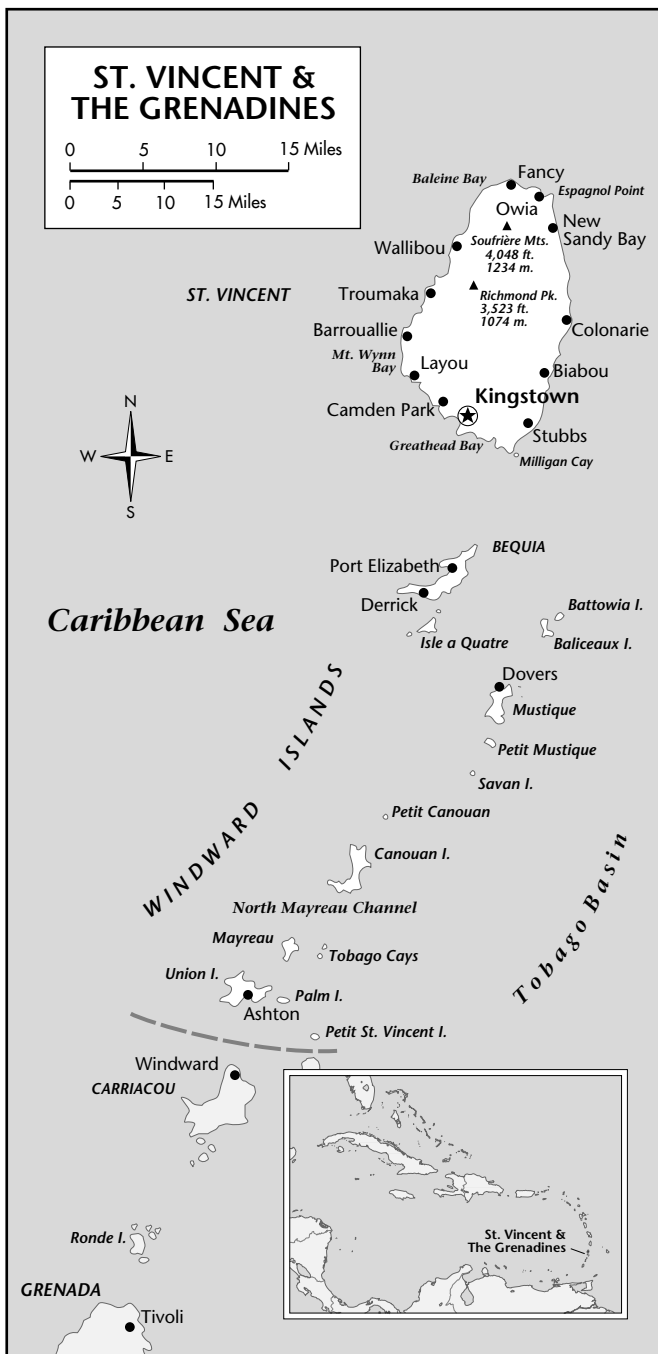 ST. VINCENT &
THE GRENADINES
0 5 10 15 Miles
0 5 10 15 Miles
Baleine Bay
Fancy
Espagnol Point
Owia
New
Sandy Bay
Soufrière Mts.
4,048 ft.
1234 m.
Wallibou
ST. VINCENT
Troumaka
Richmond Pk.
3,523 ft.
1074 m.
Barrouallie
Colonarie
Mt. Wynn
Bay
Layou
Biabou
Camden Park
Kingstown
Stubbs
Greathead Bay
Milligan Cay
N
W E
S
BEQUIA
Port Elizabeth
Derrick
Battowia I.
Caribbean Sea
Isle a Quatre
Baliceaux I.
Dovers
Mustique
Petit Mustique
Savan I.
WINDWARD ISLANDS
Petit Canouan
Canouan I.
Tobago Basin
North Mayreau Channel
Mayreau
Tobago Cays
Union I.
Palm I.
Ashton
Petit St. Vincent I.
Windward
CARRIACOU
Ronde I.
St. Vincent &
The Grenadines
GRENADA
Tivoli